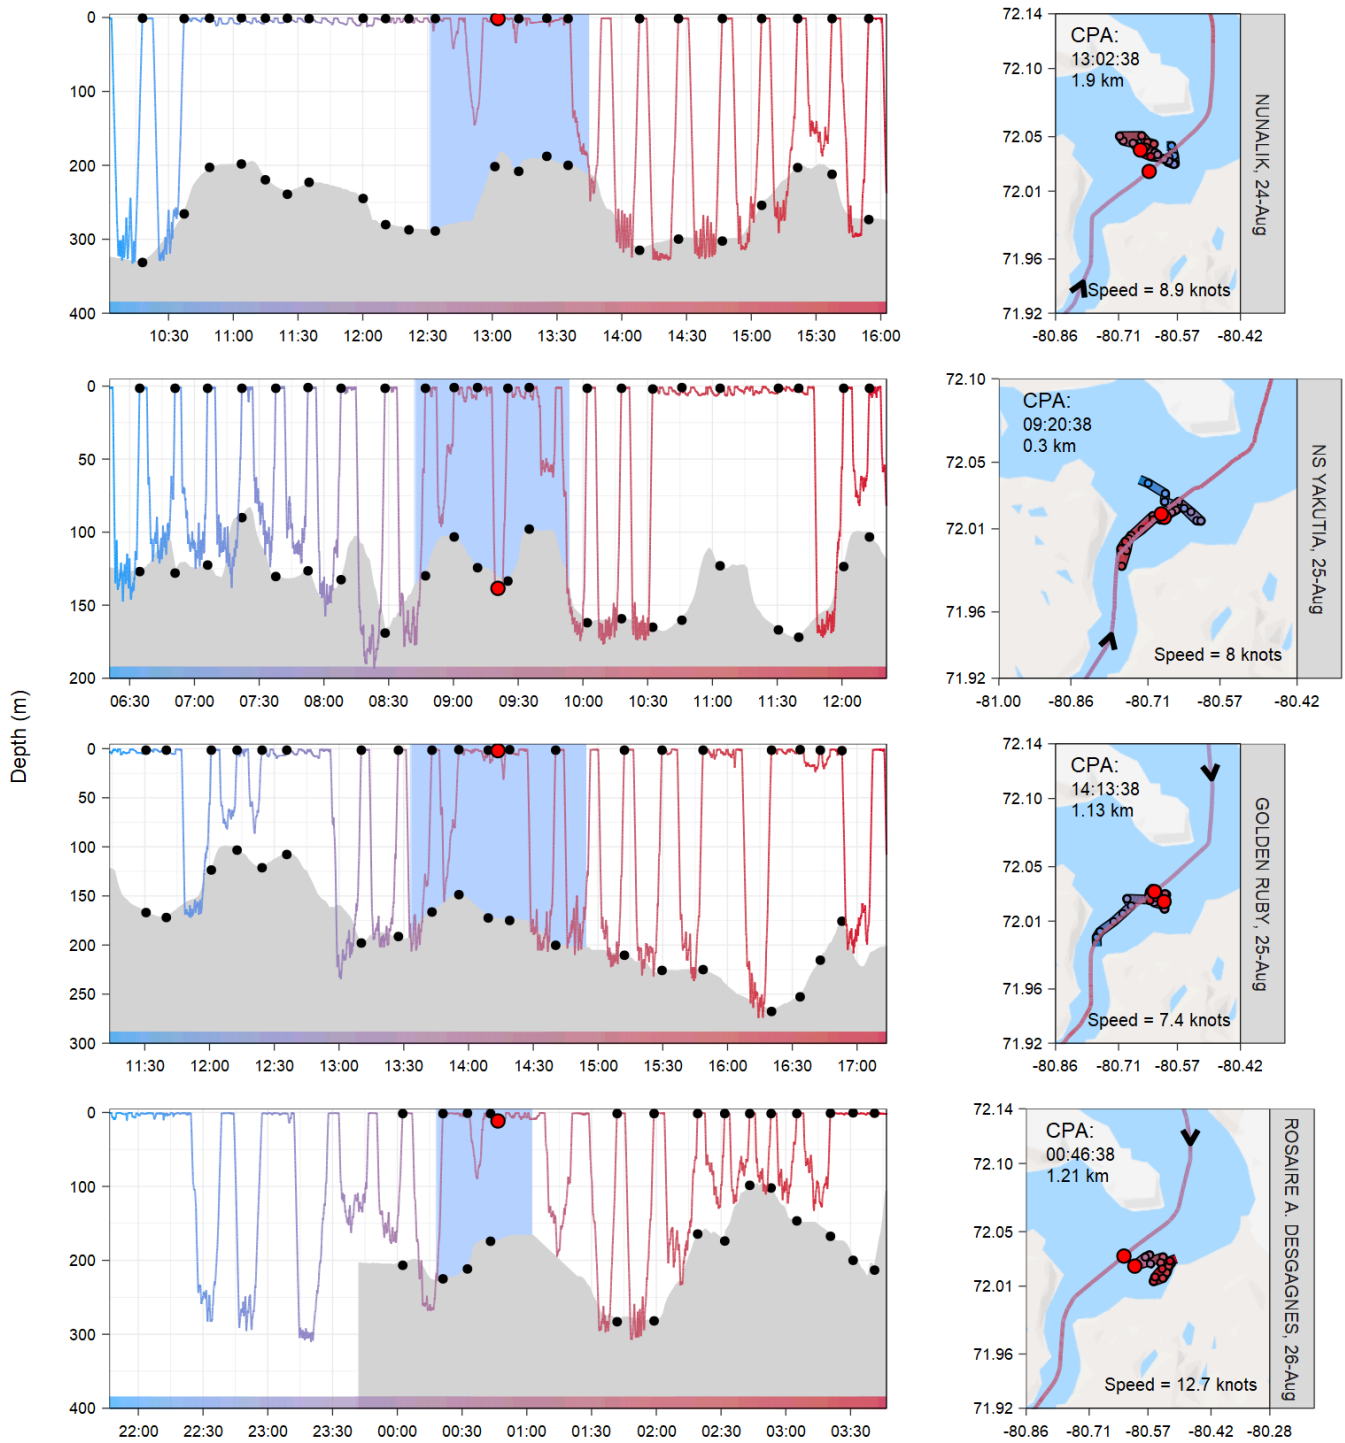 Depth (m)
0
100
200
300
400
10:30 11:00 11:30 12:00 12:30 13:00 13:30 14:00 14:30 15:00 15:30 16:00
72.14
72.10
72.05
72.01
71.96
71.92
CPA:
13:02:38
1.9 km
Speed = 8.9 knots
-80.86 -80.71 -80.57 -80.42
NUNALIK, 24-Aug
0
50
100
150
200
06:30 07:00 07:30 08:00 08:30 09:00 09:30 10:00 10:30 11:00 11:30 12:00
72.10
72.05
72.01
71.96
71.92
CPA:
09:20:38
0.3 km
Speed = 8 knots
-81.00 -80.86 -80.71 -80.57 -80.42
NS YAKUTIA, 25-Aug
0
50
100
150
200
250
300
11:30 12:00 12:30 13:00 13:30 14:00 14:30 15:00 15:30 16:00 16:30 17:00
72.14
72.10
72.05
72.01
71.96
71.92
CPA:
14:13:38
1.13 km
Speed = 7.4 knots
-80.86 -80.71 -80.57 -80.42
GOLDEN RUBY, 25-Aug
0
100
200
300
400
22:00 22:30 23:00 23:30 00:00 00:30 01:00 01:30 02:00 02:30 03:00 03:30
72.14
72.10
72.05
72.01
71.96
71.92
CPA:
00:46:38
1.21 km
Speed = 12.7 knots
-80.86 -80.71 -80.57 -80.42 -80.28
ROSAIRE A. DESGAGNES, 26-Aug